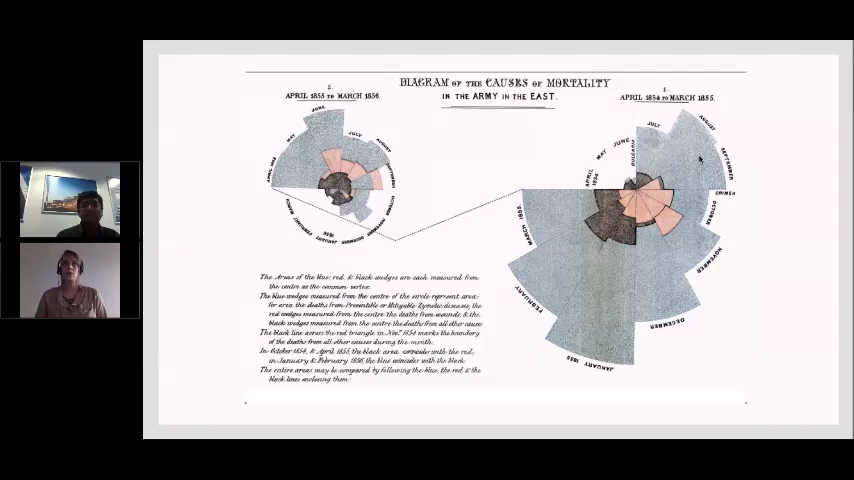 DIAGRAM OF THE CAUSES OF MORTALITY
IN THE ARMY IN THE EAST.
2.
APRIL 1855 TO MARCH 1856
1.
APRIL 1854 TO MARCH 1855.
APRIL 1855
MAY
JUNE
JULY
AUGUST
SEPTEMBER
OCTOBER
NOVEMBER
DECEMBER
JANUARY 1856
FEBRUARY
MARCH
APRIL 1854
MAY
JUNE
BULGARIA
JULY
AUGUST
SEPTEMBER
CRIMEA
OCTOBER
NOVEMBER
DECEMBER
JANUARY 1855
FEBRUARY
MARCH 1855
The Areas of the blue, red, & black wedges are each measured from
the centre as the common vertex.
The blue wedges measured from the centre of the circle represent area
for area the deaths from Preventible or Mitigable Zymotic diseases, the
red wedges measured from the centre the deaths from wounds, & the
black wedges measured from the centre the deaths from all other causes
The black line across the red triangle in Nov. 1854 marks the boundary
of the deaths from all other causes during the month.
In October 1854, & April 1855, the black area coincides with the red,
in January & February 1856, the blue coincides with the black.
The entire areas may be compared by following the blue, the red & the
black lines enclosing them.